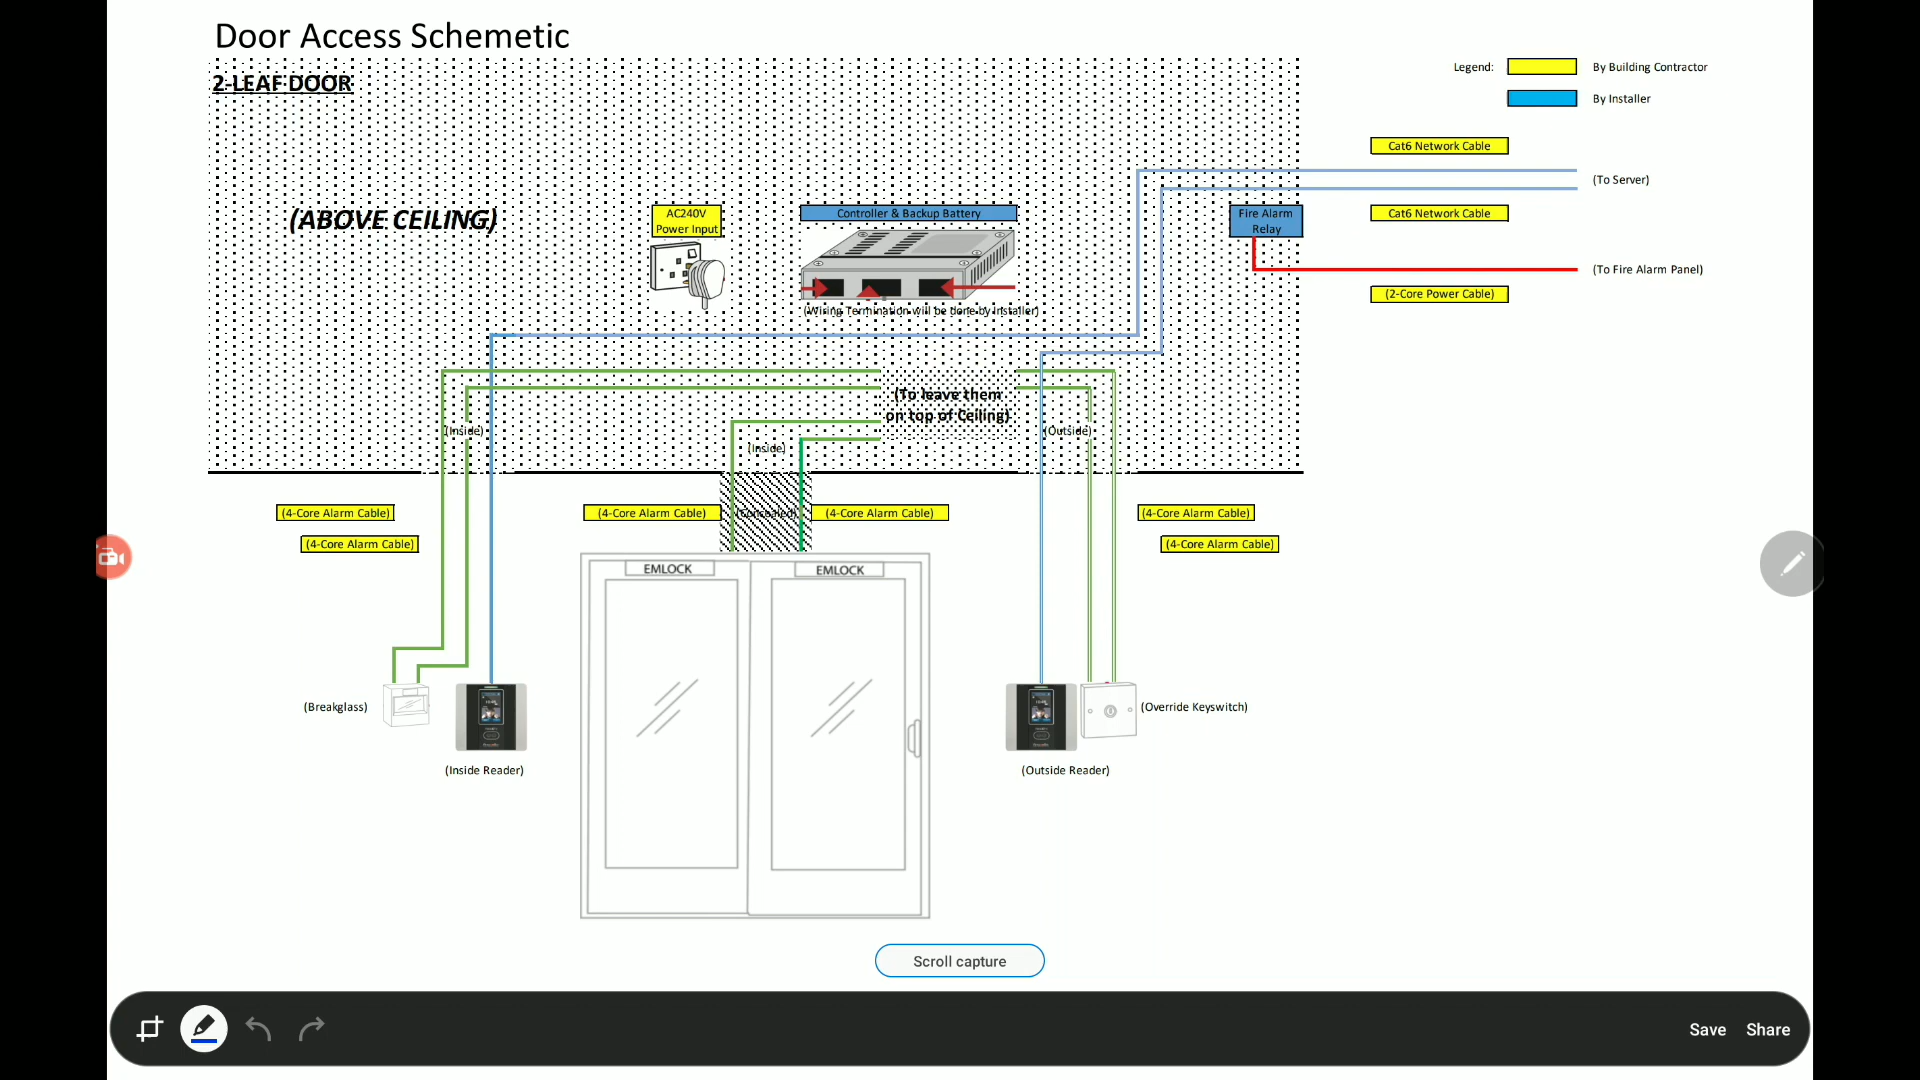 Door Access Schemetic
2-LEAF DOOR
Legend:
By Building Contractor
By Installer
Cat6 Network Cable
(To Server)
(ABOVE CEILING)
AC240V
Power Input
Controller & Backup Battery
Fire Alarm
Relay
Cat6 Network Cable
(To Fire Alarm Panel)
(2-Core Power Cable)
(Wiring Termination will be done by Installer)
(To leave them
on top of Ceiling)
(Inside)
(Inside)
(Outside)
(4-Core Alarm Cable)
(4-Core Alarm Cable)
(Concealed)
(4-Core Alarm Cable)
(4-Core Alarm Cable)
(4-Core Alarm Cable)
(4-Core Alarm Cable)
EMLOCK
EMLOCK
(Breakglass)
(Override Keyswitch)
(Inside Reader)
(Outside Reader)
Scroll capture
Save
Share